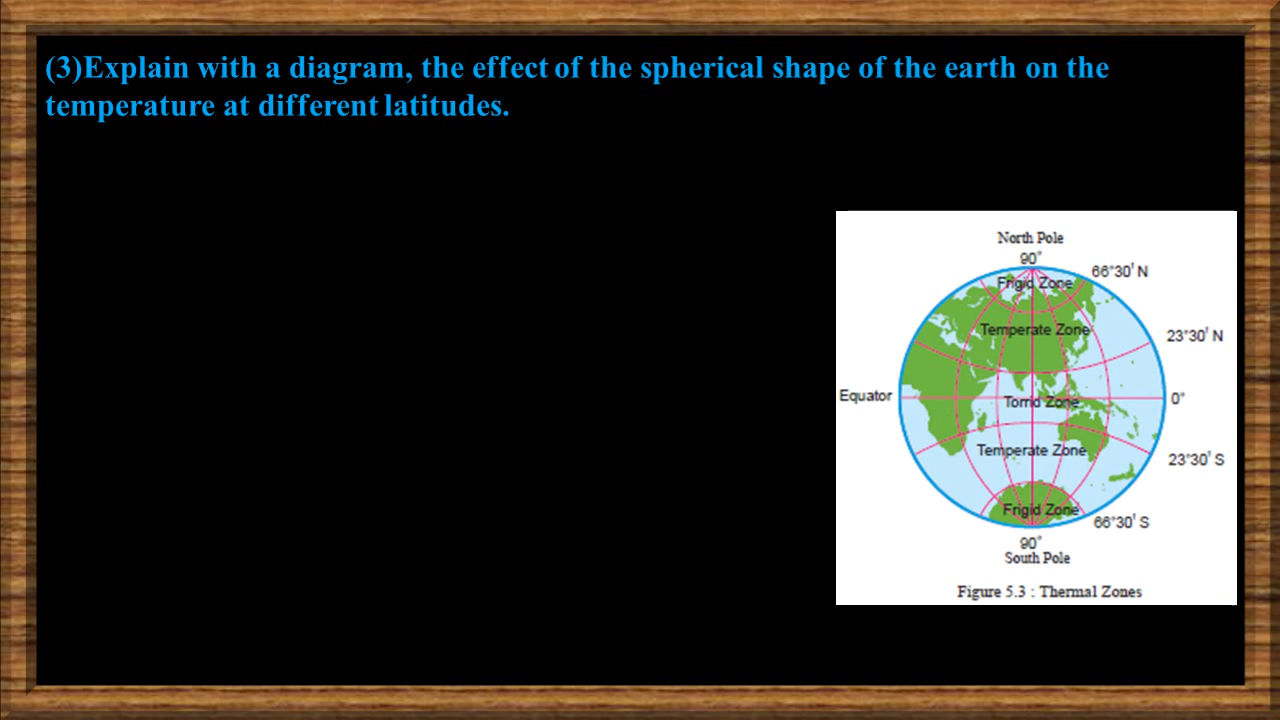 (3)Explain with a diagram, the effect of the spherical shape of the earth on the
temperature at different latitudes.
North Pole
90°
66°30' N
Frigid Zone
Temperate Zone
23°30' N
Equator
Torrid Zone
0°
Temperate Zone
23°30' S
Frigid Zone
66°30' S
90°
South Pole
Figure 5.3 : Thermal Zones